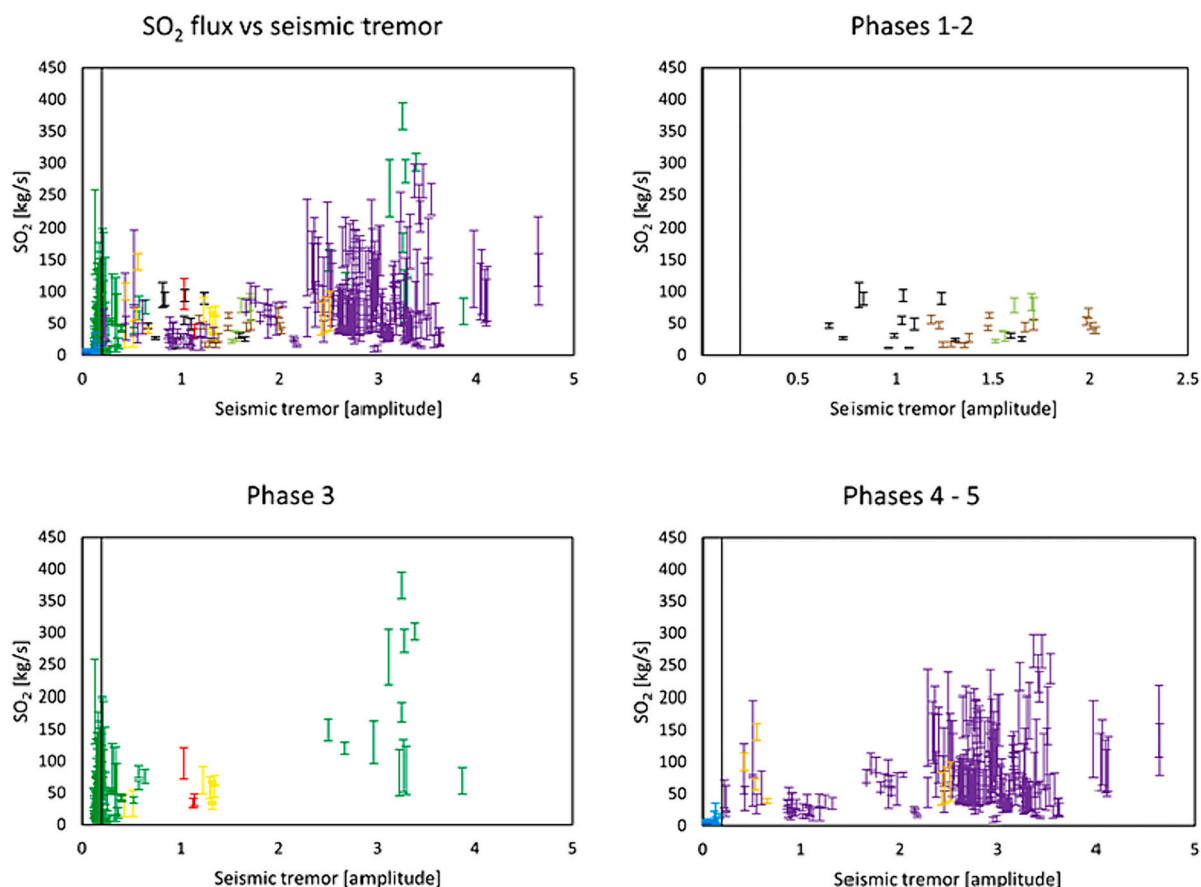 SO₂ flux vs seismic tremor
450
400
350
300
250
200
150
100
50
0
SO₂ [kg/s]
0 1 2 3 4 5
Seismic tremor [amplitude]
Phases 1-2
450
400
350
300
250
200
150
100
50
0
SO₂ [kg/s]
0.5 1 1.5 2 2.5
Seismic tremor [amplitude]
Phase 3
450
400
350
300
250
200
150
100
50
0
SO₂ [kg/s]
0 1 2 3 4 5
Seismic tremor [amplitude]
Phases 4 - 5
450
400
350
300
250
200
150
100
50
0
SO₂ [kg/s]
0 1 2 3 4 5
Seismic tremor [amplitude]